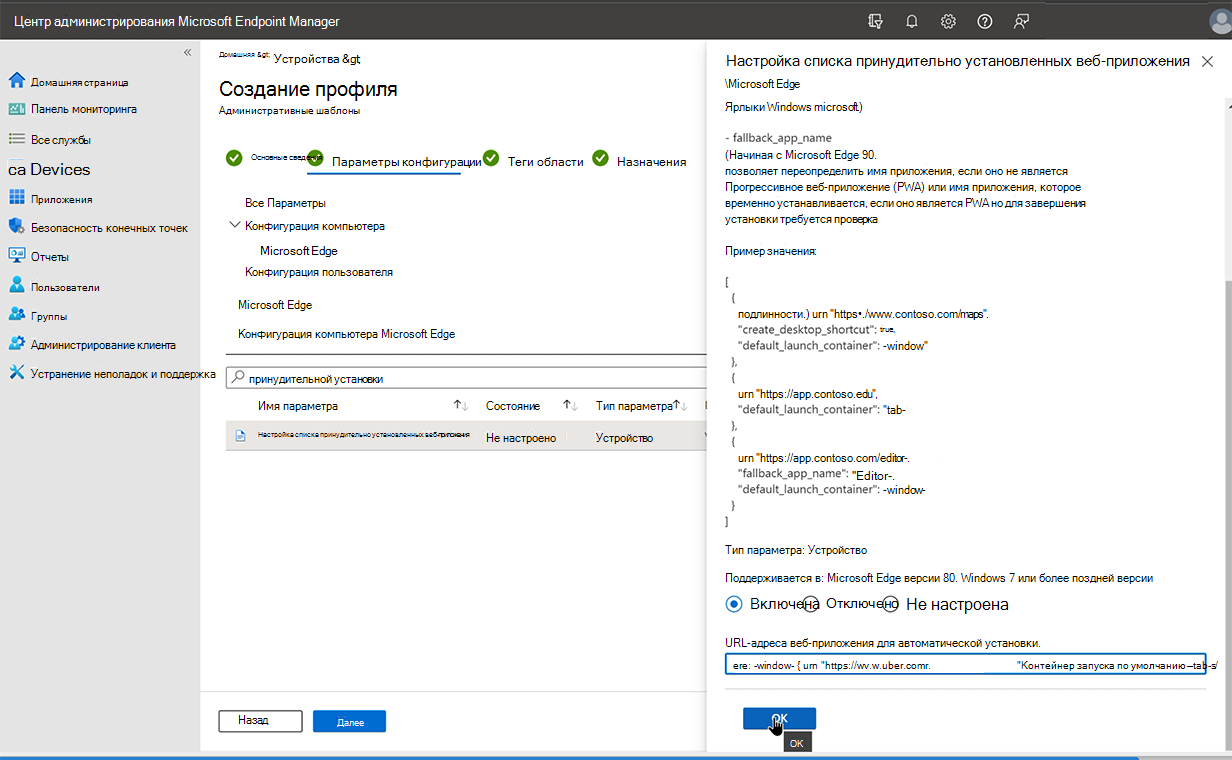 Центр администрирования Microsoft Endpoint Manager
«
Домашняя страница
Панель мониторинга
Все службы
ca Devices
Приложения
Безопасность конечных точек
Отчеты
Пользователи
Группы
Администрирование клиента
Устранение неполадок и поддержка
Домашняя &gt; Устройства &gt
Создание профиля
Административные шаблоны
Основные сведения Параметры конфигурации Теги области Назначения
Все Параметры
Конфигурация компьютера
Microsoft Edge
Конфигурация пользователя
Microsoft Edge
Конфигурация компьютера Microsoft Edge
принудительной установки
Имя параметра Состояние Тип параметра
Настройка списка принудительно установленных веб-приложения Не настроено Устройство
Назад Далее
Настройка списка принудительно установленных веб-приложения
\Microsoft Edge
Ярлыки Windows microsoft)
- fallback_app_name
(Начиная с Microsoft Edge 90.
позволяет переопределить имя приложения, если оно не является
Прогрессивное веб-приложение (PWA) или имя приложения, которое
временно устанавливается, если оно является PWA но для завершения
установки требуется проверка
Пример значения:
[
{
подлинности.) urn "https•./www.contoso.com/maps".
"create_desktop_shortcut": true,
"default_launch_container": -window"
},
{
urn "https://app.contoso.edu",
"default_launch_container": "tab-
},
{
urn "https://app.contoso.com/editor-.
"fallback_app_name": "Editor-.
"default_launch_container": -window-
}
]
Тип параметра: Устройство
Поддерживается в: Microsoft Edge версии 80. Windows 7 или более поздней версии
Включена Отключено Не настроена
URL-адреса веб-приложения для автоматической установки.
ere: -window- { urn "https://wv.w.uber.comr. "Контейнер запуска по умолчанию–tab-s/
OK
OK